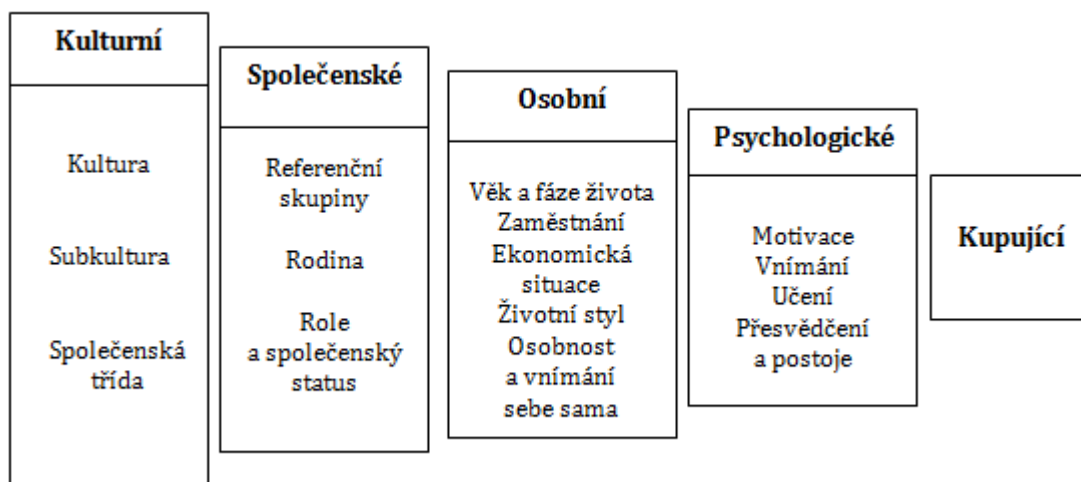 Kulturní
Kultura
Subkultura
Společenská
třída
Společenské
Referenční
skupiny
Rodina
Role
a společenský
status
Osobní
Věk a fáze života
Zaměstnání
Ekonomická
situace
Životní styl
Osobnost
a vnímání
sebe sama
Psychologické
Motivace
Vnímání
Učení
Přesvědčení
a postoje
Kupující